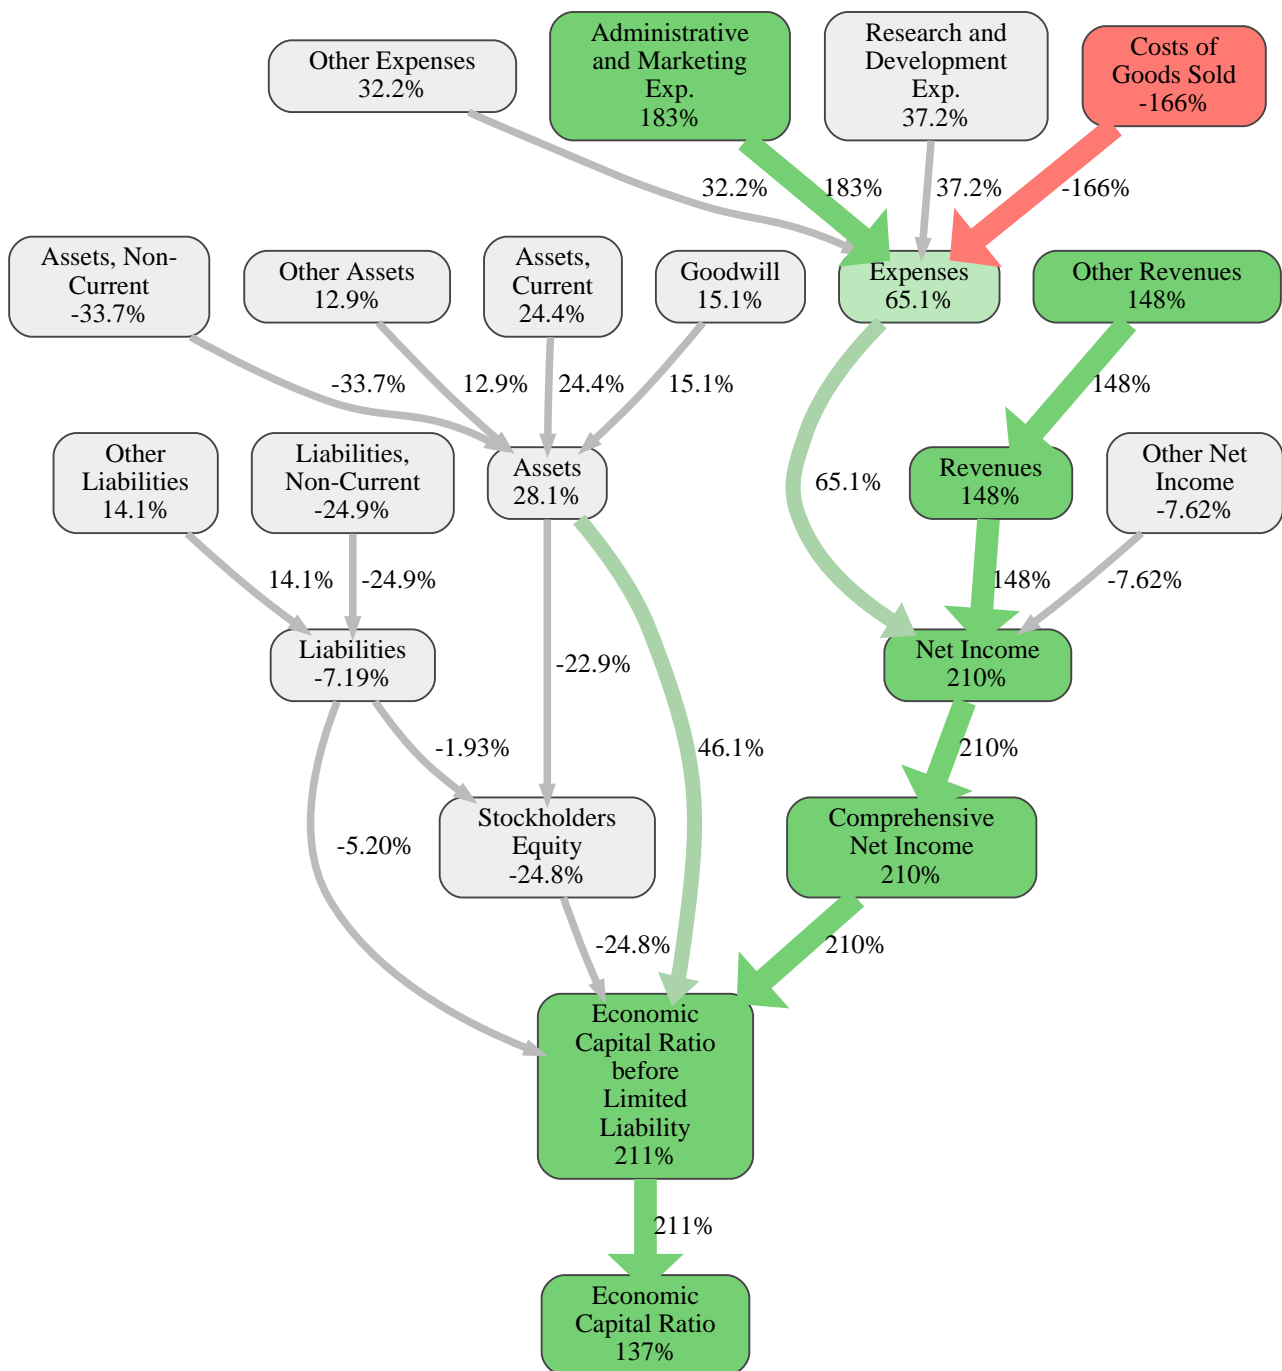 Other Expenses
32.2%
Administrative
and Marketing
Exp.
183%
Research and
Development
Exp.
37.2%
Costs of
Goods Sold
-166%
32.2%
183%
37.2%
-166%
Assets, Non-
Current
-33.7%
Other Assets
12.9%
Assets,
Current
24.4%
Goodwill
15.1%
Expenses
65.1%
Other Revenues
148%
-33.7%
12.9%
24.4%
15.1%
148%
Other
Liabilities
14.1%
Liabilities,
Non-Current
-24.9%
Assets
28.1%
65.1%
Revenues
148%
Other Net
Income
-7.62%
14.1%
-24.9%
148%
-7.62%
Liabilities
-7.19%
-22.9%
Net Income
210%
-1.93%
46.1%
210%
-5.20%
Stockholders
Equity
-24.8%
Comprehensive
Net Income
210%
-24.8%
210%
Economic
Capital Ratio
before
Limited
Liability
211%
211%
Economic
Capital Ratio
137%